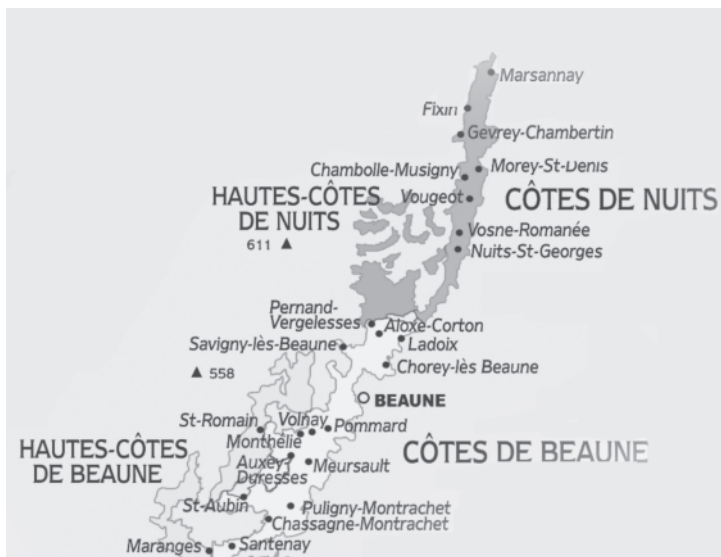 Marsannay
Fixin
Gevrey-Chambertin
Morey-St-Denis
Chambolle-Musigny
HAUTES-CÔTES
DE NUITS
Vougeot
CÔTES DE NUITS
611
Vosne-Romanée
Nuits-St-Georges
Pernand-
Vergelesses
Aloxe-Corton
Savigny-lès-Beaune
Ladoix
Chorey-lès Beaune
558
BEAUNE
St-Romain
Volnay
Pommard
Monthélie
HAUTES-CÔTES
DE BEAUNE
CÔTES DE BEAUNE
Auxey
Duresses
Meursault
St-Aubin
Puligny-Montrachet
Chassagne-Montrachet
Maranges
Santenay